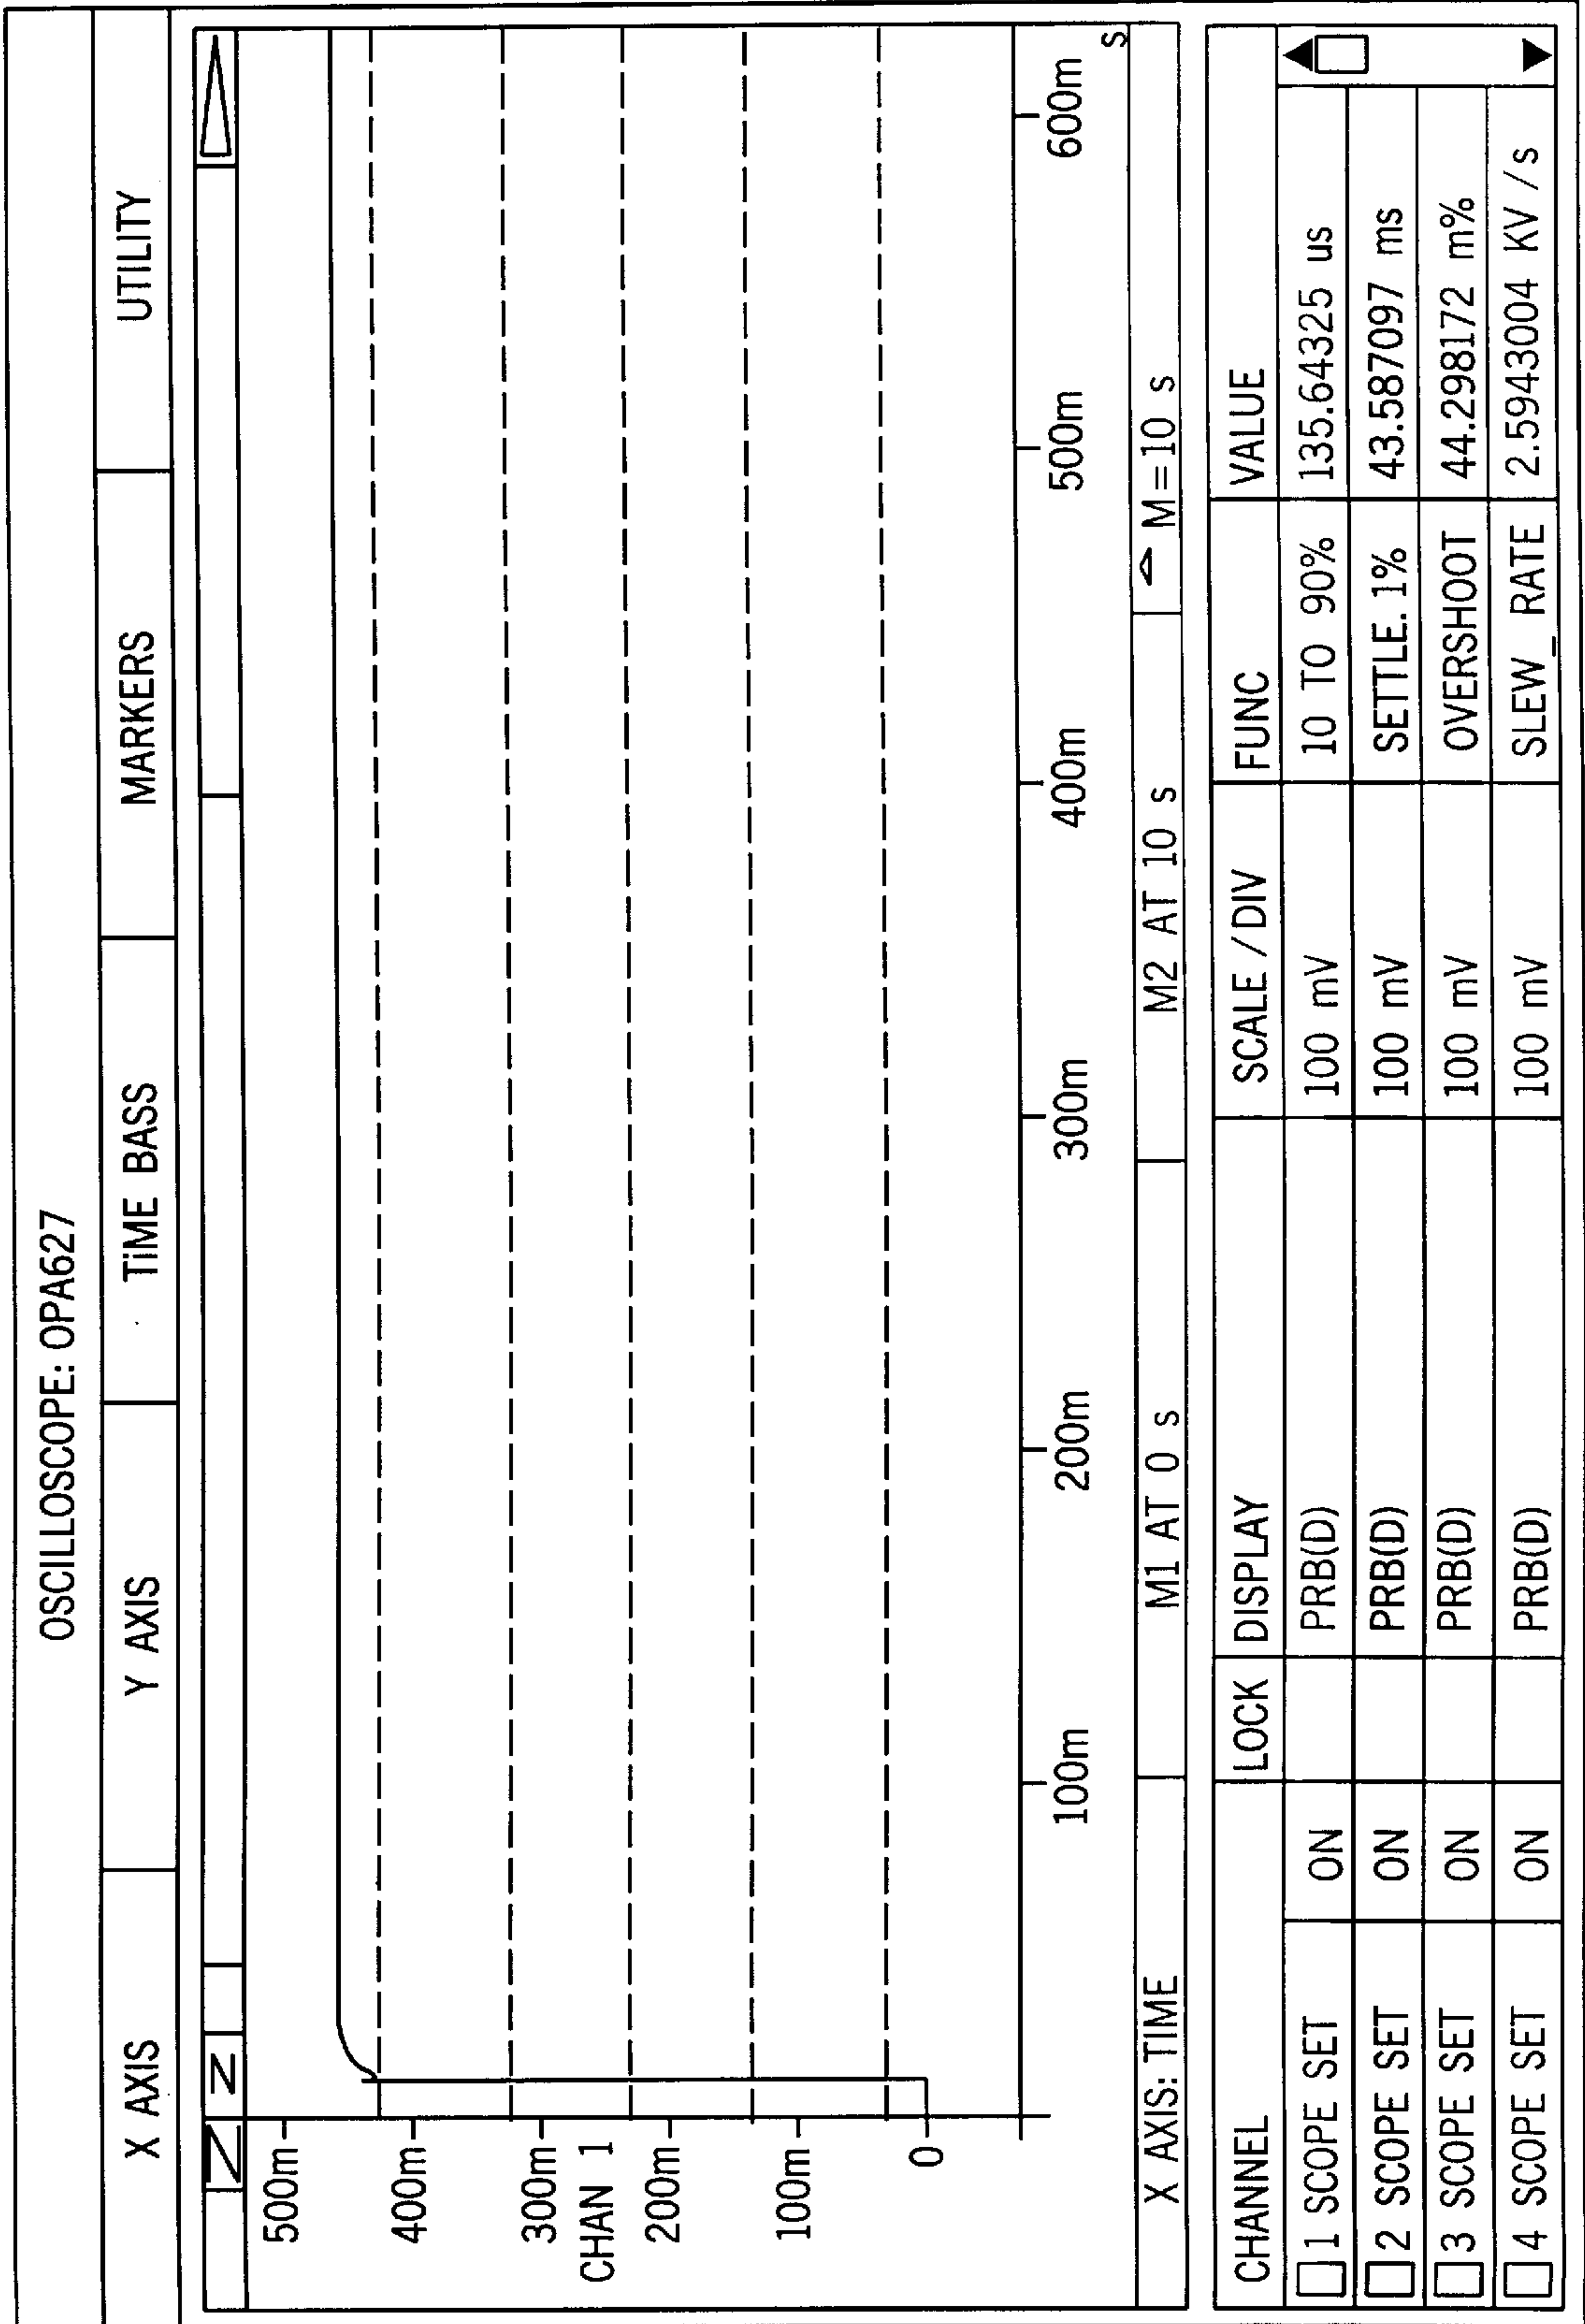 OSCILLOSCOPE: OPA627
X AXIS Y AXIS TiME BASS MARKERS UTILITY
500m
400m
300m
CHAN 1
200m
100m
0
100m 200m 300m 400m 500m 600m
s
X AXIS: TIME M1 AT 0 s M2 AT 10 s M=10 s
CHANNEL LOCK DISPLAY SCALE /DIV FUNC VALUE
1 SCOPE SET ON PRB(D) 100 mV 10 TO 90% 135.64325 us
2 SCOPE SET ON PRB(D) 100 mV SETTLE.1% 43.587097 ms
3 SCOPE SET ON PRB(D) 100 mV OVERSHOOT 44.298172 m%
4 SCOPE SET ON PRB(D) 100 mV SLEW_RATE 2.5943004 KV /s